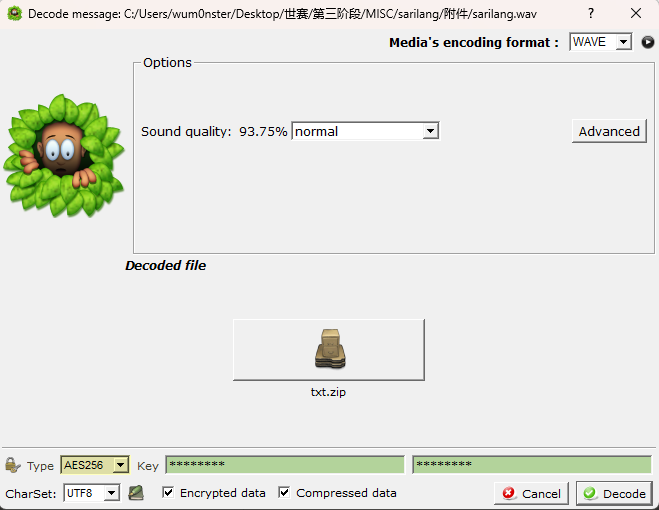 Decode message: C:/Users/wum0nster/Desktop/世赛/第三阶段/MISC/sarilang/附件/sarilang.wav
Media's encoding format : WAVE
Options
Sound quality: 93.75% normal Advanced
Decoded file
txt.zip
Type AES256 Key ******** ********
CharSet: UTF8 Encrypted data Compressed data Cancel Decode